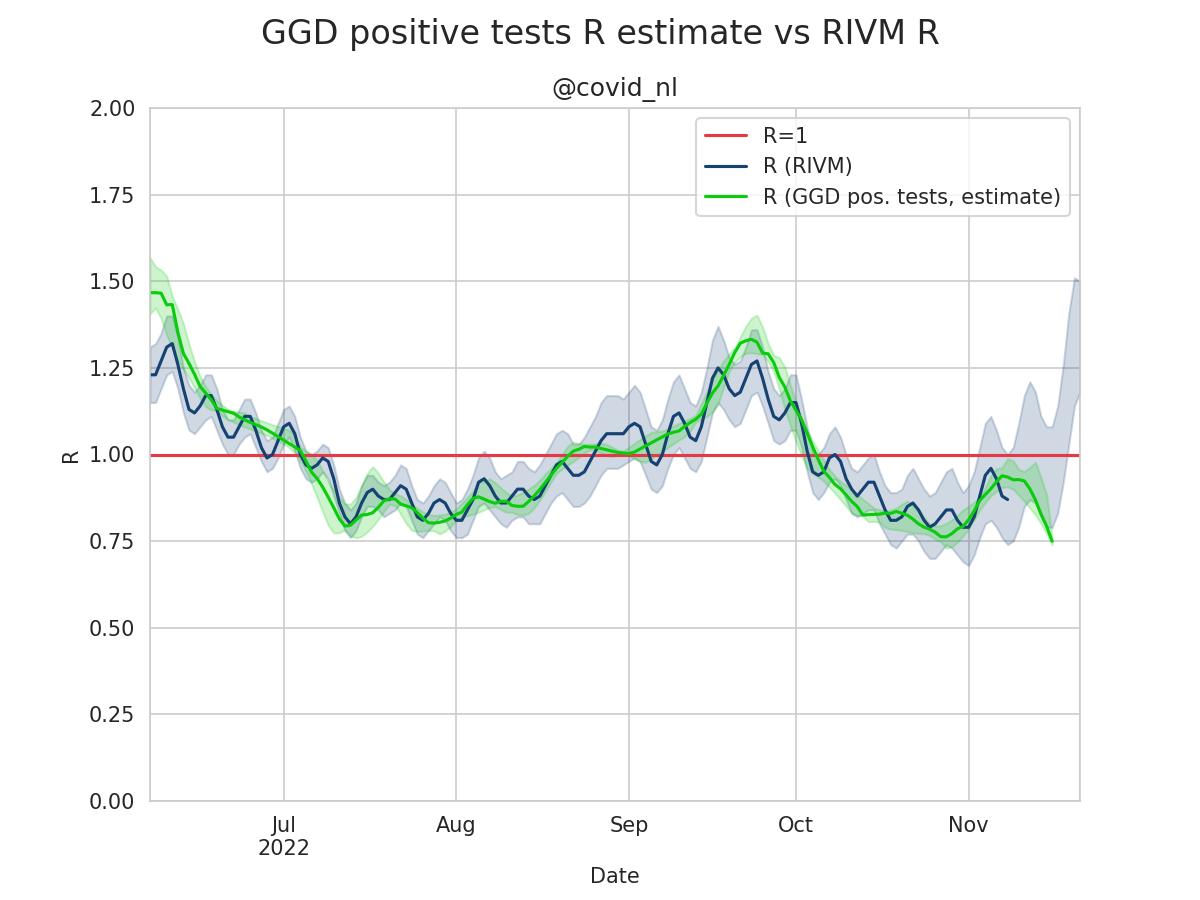 GGD positive tests R estimate vs RIVM R
@covid_nl
2.00
1.75
1.50
1.25
1.00
0.75
0.50
0.25
0.00
R
R=1
R (RIVM)
R (GGD pos. tests, estimate)
Jul
2022
Aug
Sep
Oct
Nov
Date